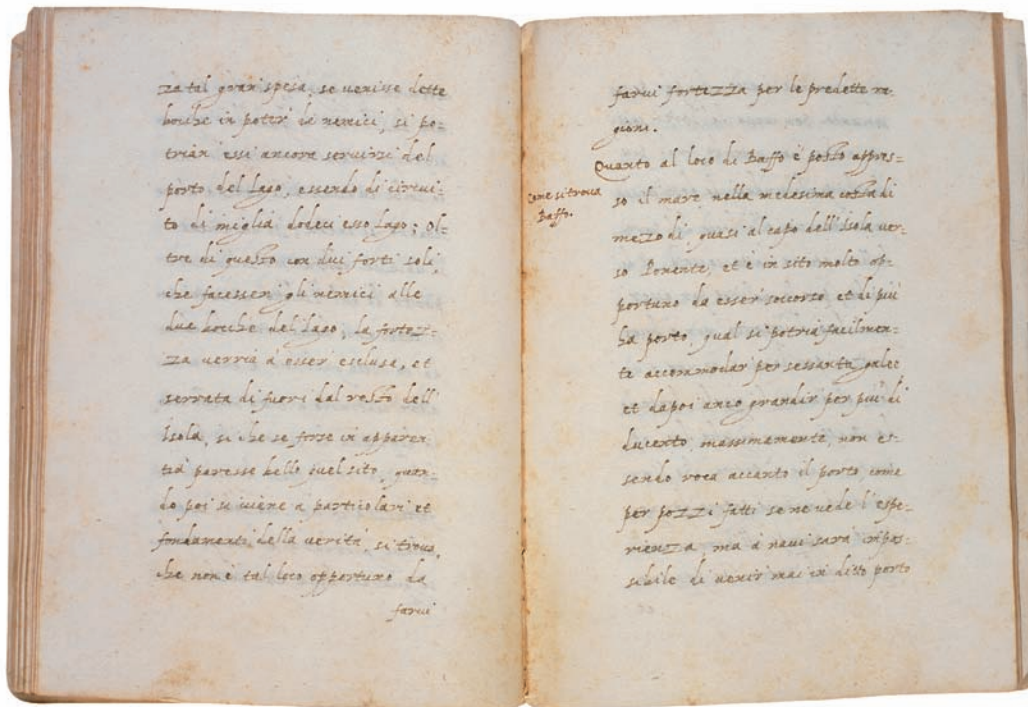 za tal gran spesa, se venisse dette
bocche in poter da nemici, si po-
trian essi ancora servirsi del
porto del Lago, essendo di circui-
to di miglia dodeci esso Lago; Ol-
tre di questo con dui forti soli,
che facessero gli nemici alle
due bocche del Lago, la fortez-
za verria à esser esclusa, et
serrata di fuori dal resto dell'
Isola, si che se forse in apparen
tia paresse bello quel sito, quan-
do poi si viene a particolari et
fondamenti della verità, si trova,
che non è tal loco opportuno da
farvi
farvi fortezza per le predette ra-
gioni.
Come si trova
Baffo.
Quanto al loco di Baffo è posto appres=
so il mare nella medesima costa di
mezo dì, quasi al capo dell'Isola ver=
so Ponente, et è in sito molto op-
portuno da esser soccorso et di più
ha porto, qual si potria facilmen-
te accommodar per sessanta galee
et dapoi anco grandir per più di
ducento, massimamente, non es-
sendo roca accanto il porto, come
per pozzi fatti se ne vede l'espe-
rienza, ma à navi sarà impos-
sibile di venir mai in ditto porto